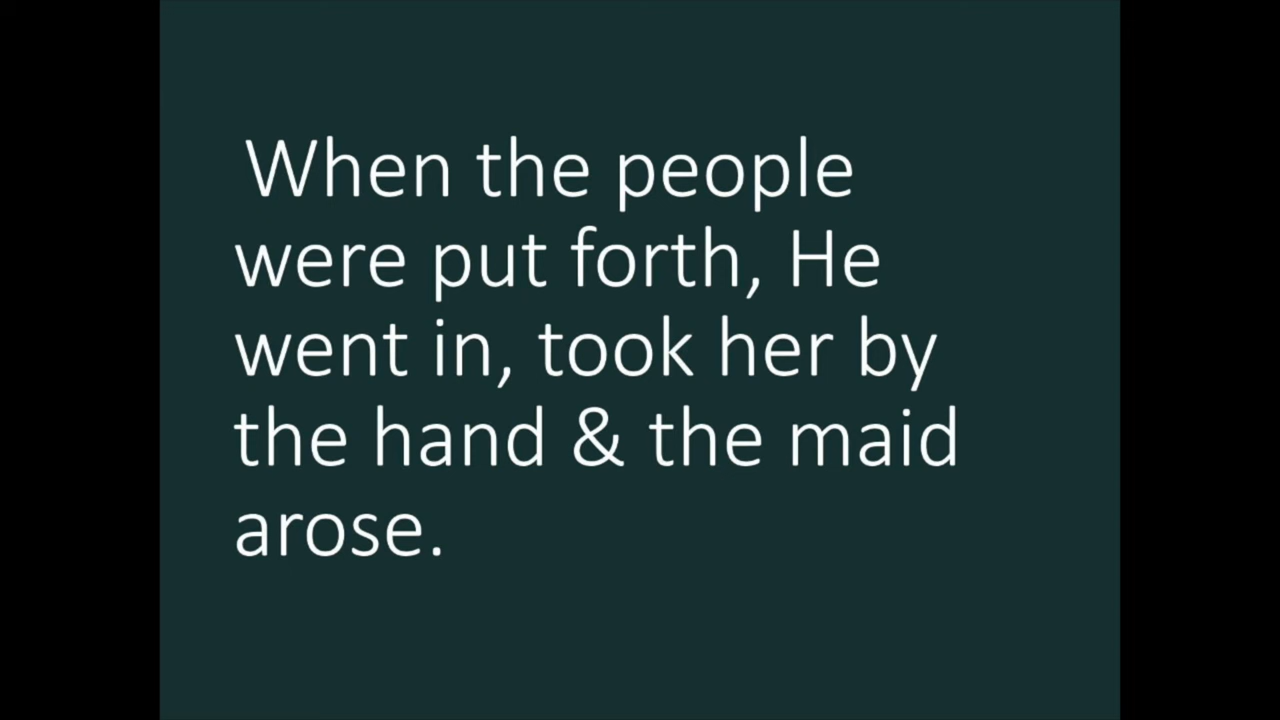 When the people
were put forth, He
went in, took her by
the hand & the maid
arose.